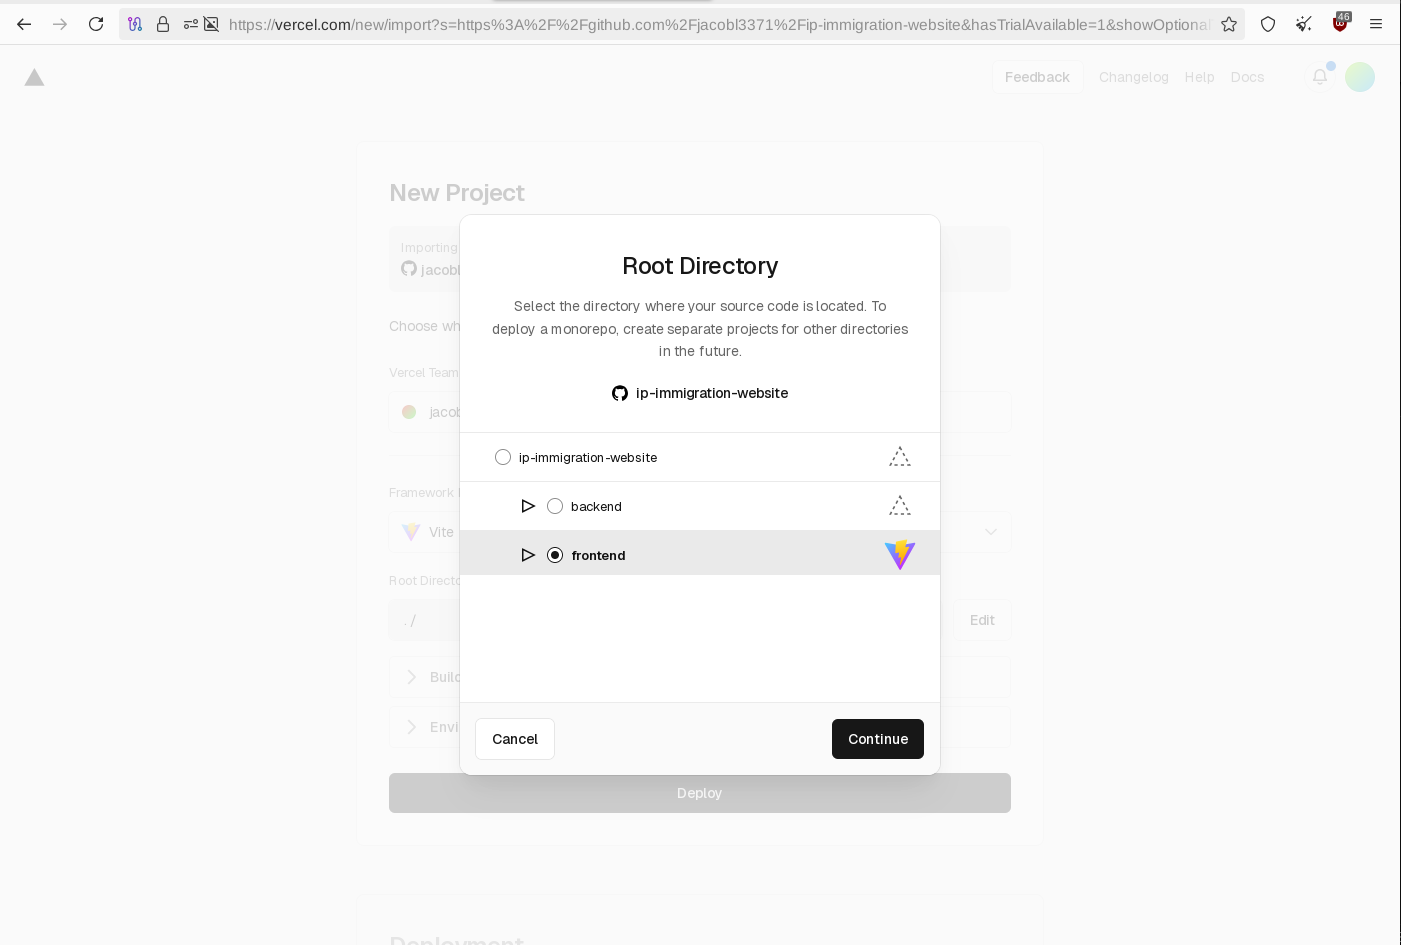 https://vercel.com/new/import?s=https%3A%2F%2Fgithub.com%2Fjacobl3371%2Fip-immigration-website&hasTrialAvailable=1&showOptional
46
Feedback
Changelog
Help
Docs
New Project
Importing
jacobl
Choose wh
Vercel Team
jacob
Framework
Vite
Root Directo
./
Edit
Build
Envi
Deploy
Root Directory
Select the directory where your source code is located. To
deploy a monorepo, create separate projects for other directories
in the future.
ip-immigration-website
ip-immigration-website
backend
frontend
Cancel
Continue
Deployment